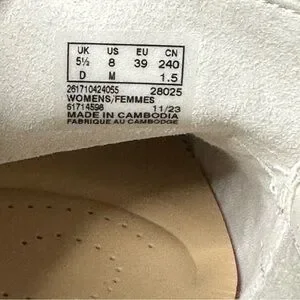 UK US EU CN
5½ 8 39 240
D M 1.5
261710424055 28025
WOMENS/FEMMES
61714598 11/23
MADE IN CAMBODIA
FABRIQUE AU CAMBODGE